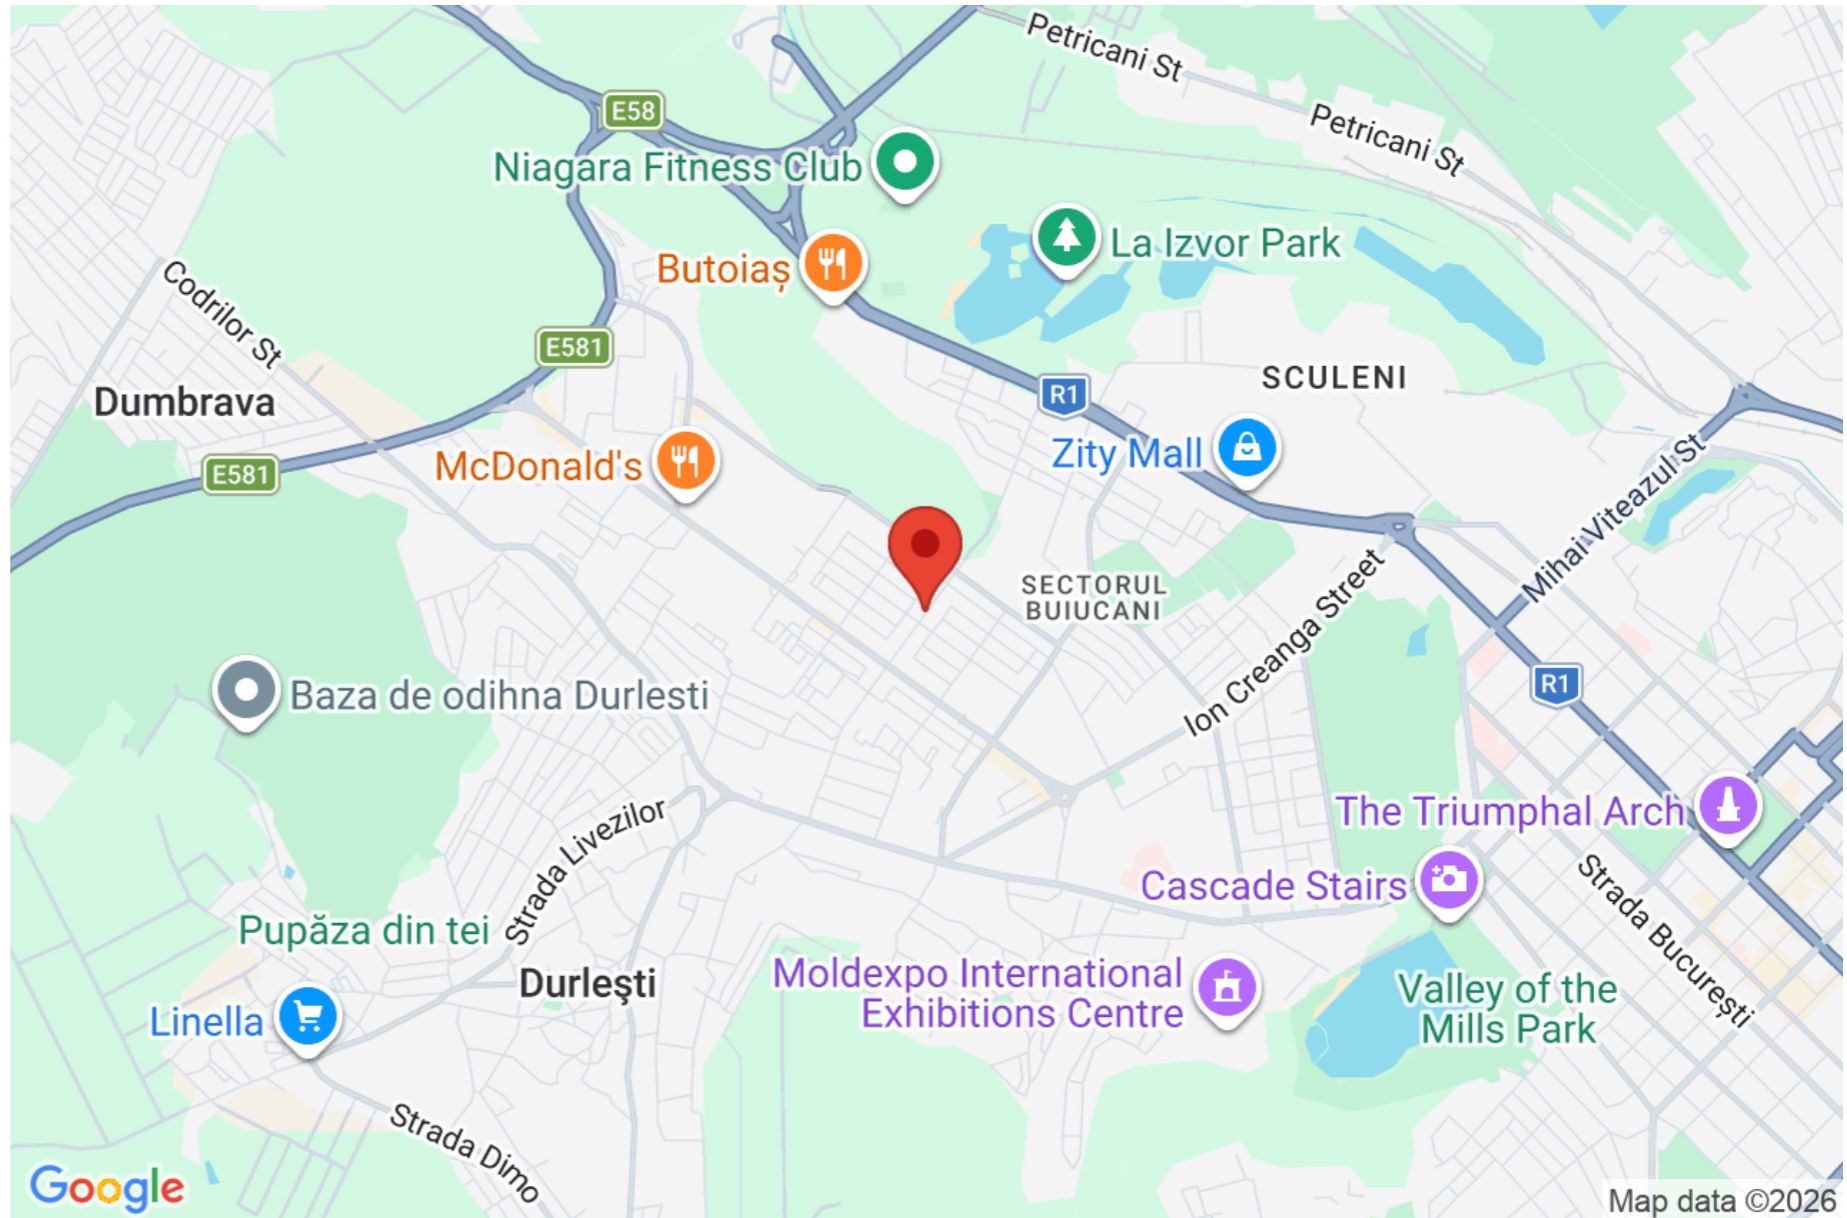 Petricani St
E58
Petricani St
Niagara Fitness Club
La Izvor Park
Butoiaș
Codrilor St
E581
SCULENI
R1
Dumbrava
Zity Mall
McDonald's
E581
Mihai Viteazul St
SECTORUL
BUIUCANI
Ion Creanga Street
R1
Baza de odihna Durlesti
The Triumphal Arch
Strada Livezilor
Cascade Stairs
Strada București
Pupăza din tei
Durleşti
Moldexpo International
Exhibitions Centre
Valley of the
Mills Park
Linella
Strada Dimo
Google
Map data ©2026